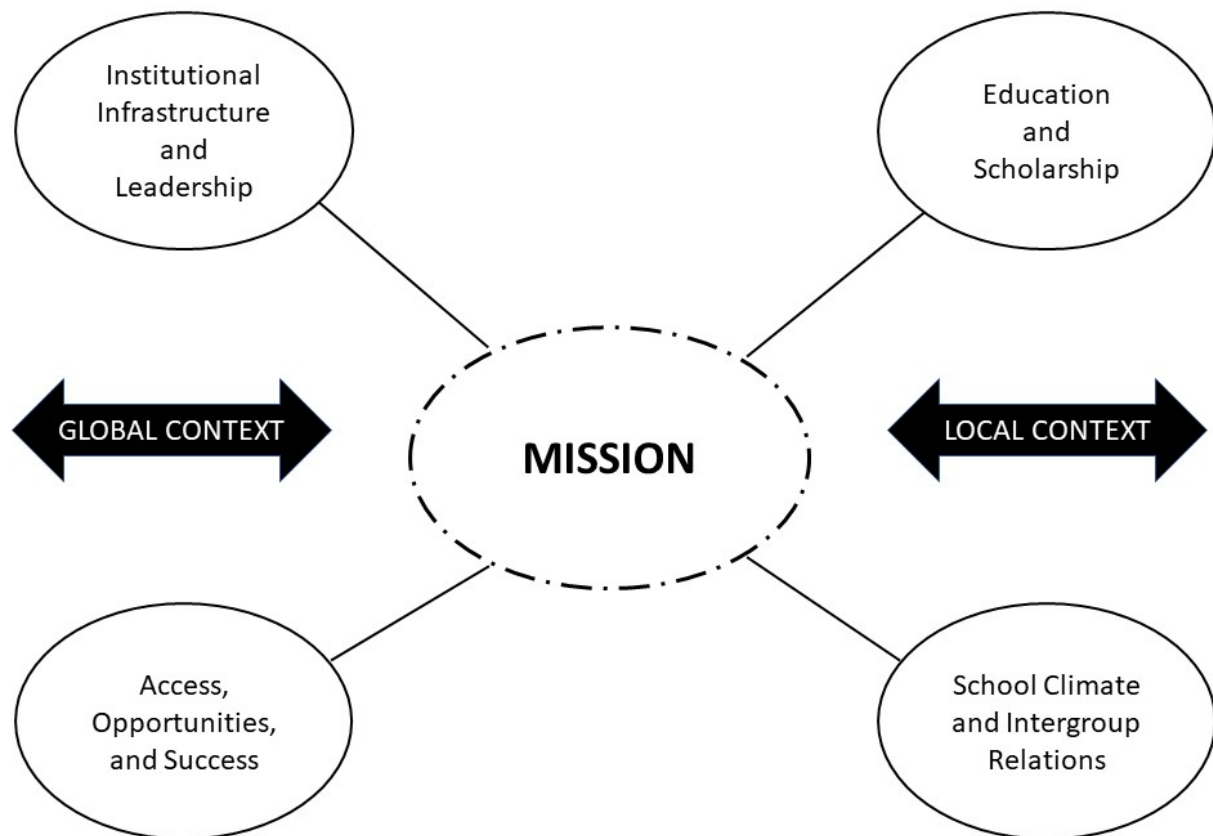 Institutional
Infrastructure
and
Leadership
Education
and
Scholarship
GLOBAL CONTEXT
MISSION
LOCAL CONTEXT
Access,
Opportunities,
and Success
School Climate
and Intergroup
Relations